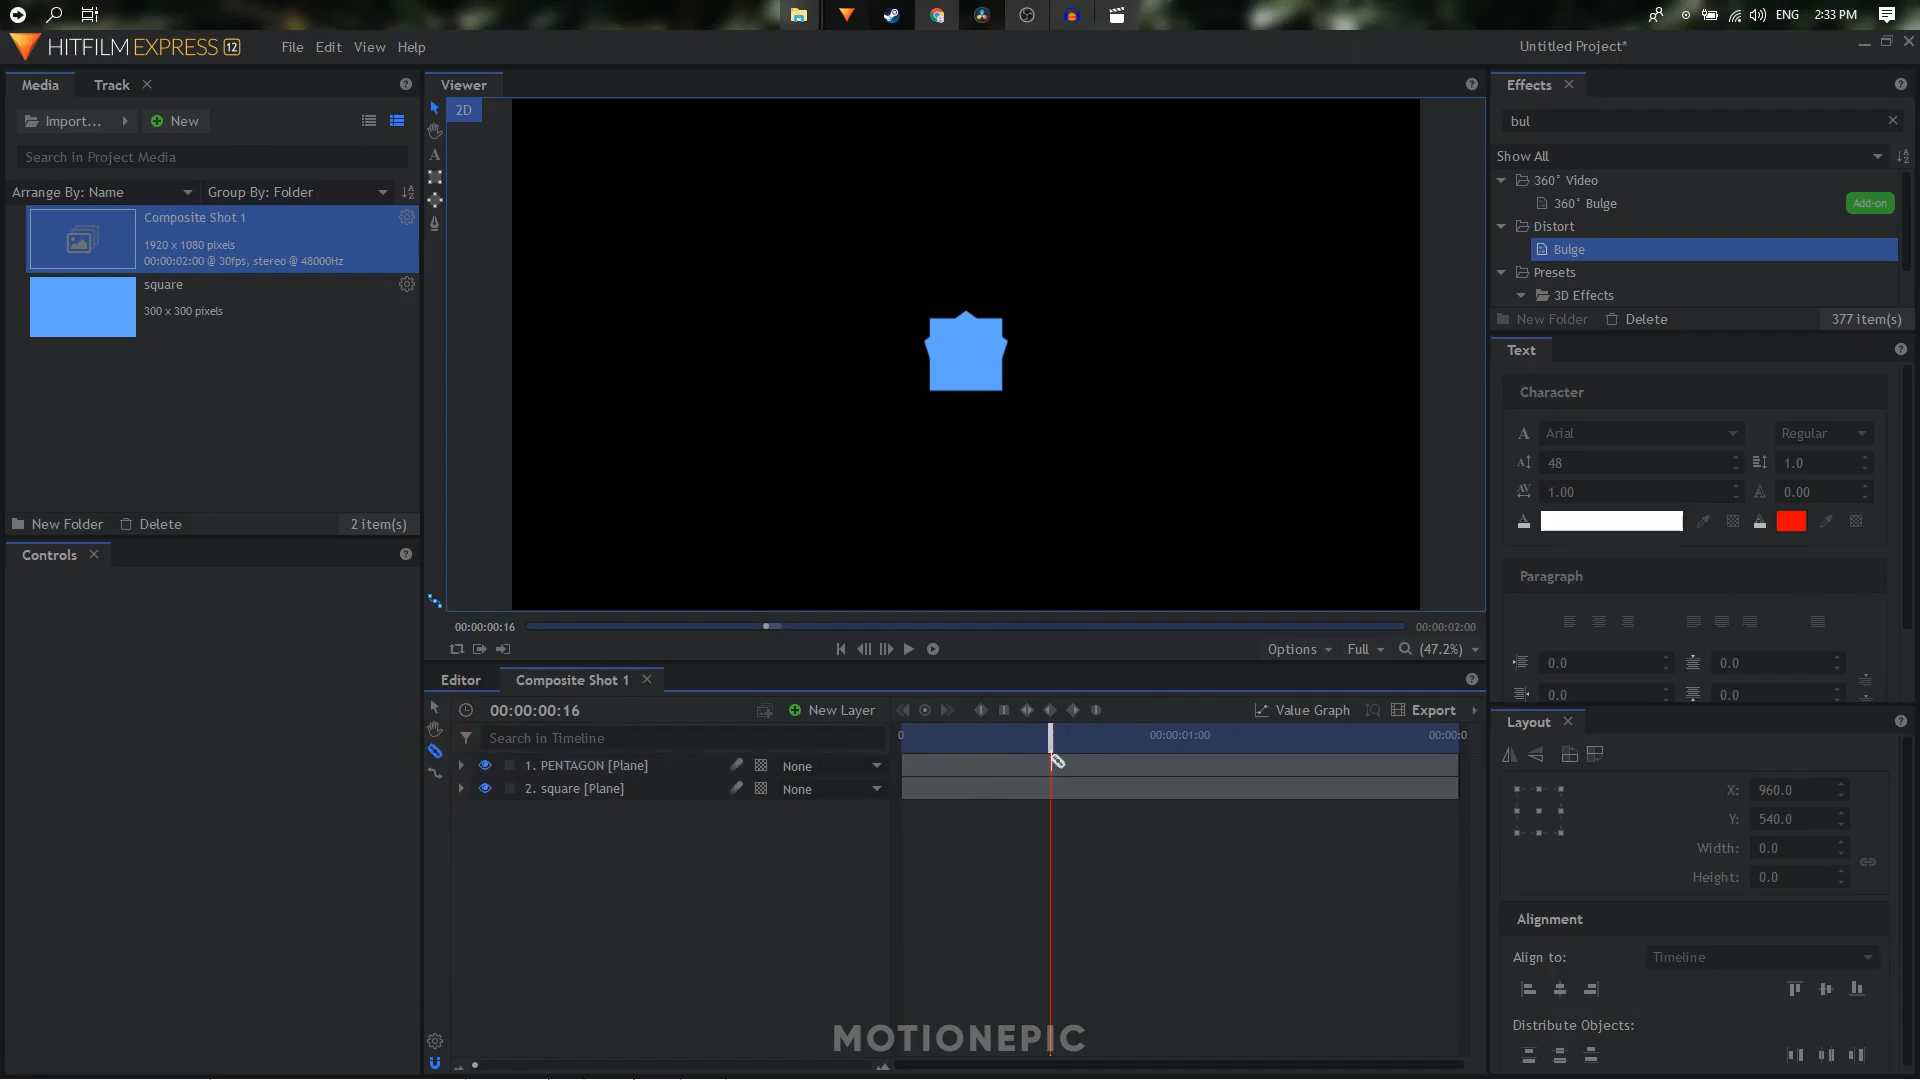 ENG
2:33 PM
HITFILM EXPRESS 12
File
Edit
View
Help
Untitled Project*
Media
Track
Viewer
Effects
Import...
New
2D
bul
Search in Project Media
Show All
Arrange By: Name
Group By: Folder
360° Video
360° Bulge
Add-on
Composite Shot 1
1920 x 1080 pixels
00:00:02:00 @ 30fps, stereo @ 48000Hz
Distort
Bulge
Presets
3D Effects
square
300 x 300 pixels
New Folder
Delete
377 item(s)
Text
Character
Arial
Regular
48
1.0
1.00
0.00
New Folder
Delete
2 item(s)
Controls
Paragraph
0.0
0.0
0.0
0.0
00:00:00:16
00:00:02:00
Options
Full
(47.2%)
Editor
Composite Shot 1
00:00:00:16
New Layer
Value Graph
Export
Search in Timeline
0
00:00:01:00
00:00:0
1. PENTAGON [Plane]
None
2. square [Plane]
None
Layout
X:
960.0
Y:
540.0
Width:
0.0
Height:
0.0
Alignment
Align to:
Timeline
Distribute Objects:
MOTIONEPIC